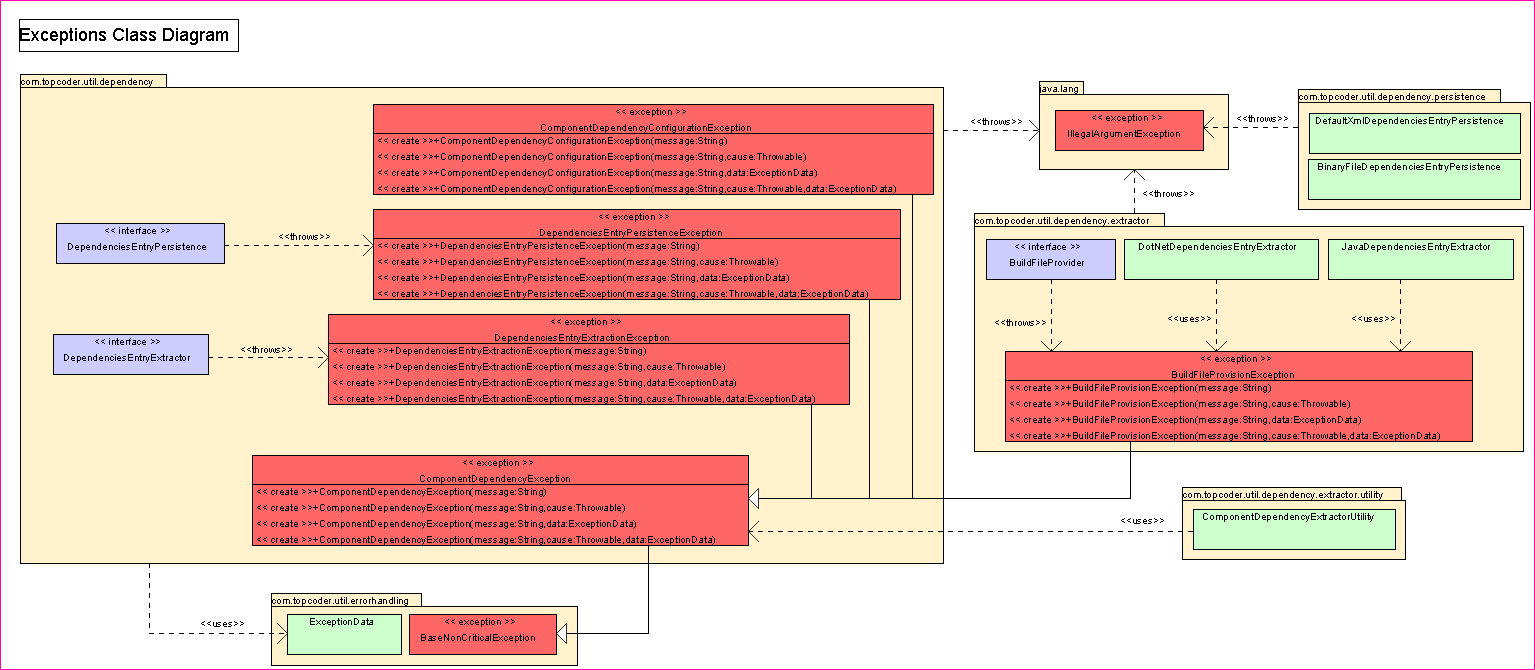 Exceptions Class Diagram
com.topcoder.util.dependency
<< exception >>
ComponentDependencyConfigurationException
<< create >>+ComponentDependencyConfigurationException(message:String)
<< create >>+ComponentDependencyConfigurationException(message:String,cause:Throwable)
<< create >>+ComponentDependencyConfigurationException(message:String,data:ExceptionData)
<< create >>+ComponentDependencyConfigurationException(message:String,cause:Throwable,data:ExceptionData)
<< interface >>
DependenciesEntryPersistence
<<throws>>
<< exception >>
DependenciesEntryPersistenceException
<< create >>+DependenciesEntryPersistenceException(message:String)
<< create >>+DependenciesEntryPersistenceException(message:String,cause:Throwable)
<< create >>+DependenciesEntryPersistenceException(message:String,data:ExceptionData)
<< create >>+DependenciesEntryPersistenceException(message:String,cause:Throwable,data:ExceptionData)
<< interface >>
DependenciesEntryExtractor
<<throws>>
<< exception >>
DependenciesEntryExtractionException
<< create >>+DependenciesEntryExtractionException(message:String)
<< create >>+DependenciesEntryExtractionException(message:String,cause:Throwable)
<< create >>+DependenciesEntryExtractionException(message:String,data:ExceptionData)
<< create >>+DependenciesEntryExtractionException(message:String,cause:Throwable,data:ExceptionData)
<< exception >>
ComponentDependencyException
<< create >>+ComponentDependencyException(message:String)
<< create >>+ComponentDependencyException(message:String,cause:Throwable)
<< create >>+ComponentDependencyException(message:String,data:ExceptionData)
<< create >>+ComponentDependencyException(message:String,cause:Throwable,data:ExceptionData)
<<throws>>
java.lang
<< exception >>
IllegalArgumentException
<<throws>>
com.topcoder.util.dependency.persistence
DefaultXmlDependenciesEntryPersistence
BinaryFileDependenciesEntryPersistence
<<throws>>
com.topcoder.util.dependency.extractor
<< interface >>
BuildFileProvider
DotNetDependenciesEntryExtractor
JavaDependenciesEntryExtractor
<<throws>>
<<uses>>
<<uses>>
<< exception >>
BuildFileProvisionException
<< create >>+BuildFileProvisionException(message:String)
<< create >>+BuildFileProvisionException(message:String,cause:Throwable)
<< create >>+BuildFileProvisionException(message:String,data:ExceptionData)
<< create >>+BuildFileProvisionException(message:String,cause:Throwable,data:ExceptionData)
com.topcoder.util.dependency.extractor.utility
ComponentDependencyExtractorUtility
<<uses>>
<<uses>>
com.topcoder.util.errorhandling
ExceptionData
<< exception >>
BaseNonCriticalException